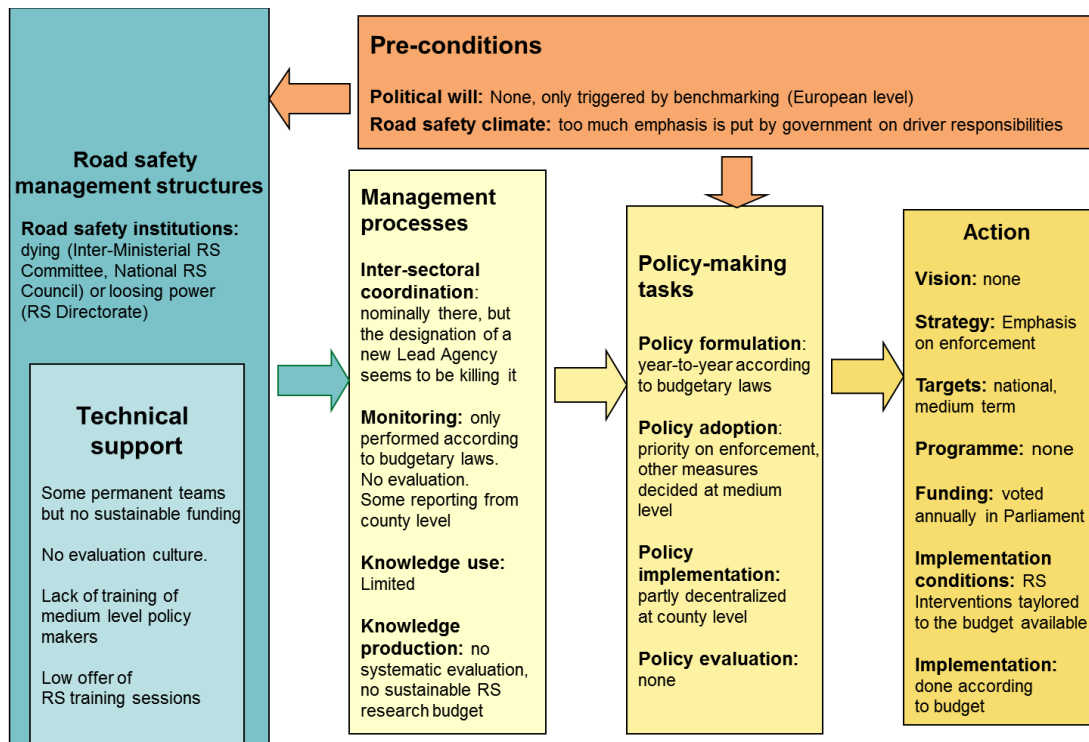 Pre-conditions
Political will: None, only triggered by benchmarking (European level)
Road safety climate: too much emphasis is put by government on driver responsibilities
Road safety
management structures
Road safety institutions:
dying (Inter-Ministerial RS
Committee, National RS
Council) or loosing power
(RS Directorate)
Technical
support
Some permanent teams
but no sustainable funding
No evaluation culture.
Lack of training of
medium level policy
makers
Low offer of
RS training sessions
Management
processes
Inter-sectoral
coordination:
nominally there, but
the designation of a
new Lead Agency
seems to be killing it
Monitoring: only
performed according
to budgetary laws.
No evaluation.
Some reporting from
county level
Knowledge use:
Limited
Knowledge
production: no
systematic evaluation,
no sustainable RS
research budget
Policy-making
tasks
Policy formulation:
year-to-year according
to budgetary laws
Policy adoption:
priority on enforcement,
other measures
decided at medium
level
Policy
implementation:
partly decentralized
at county level
Policy evaluation:
none
Action
Vision: none
Strategy: Emphasis
on enforcement
Targets: national,
medium term
Programme: none
Funding: voted
annually in Parliament
Implementation
conditions: RS
Interventions taylored
to the budget available
Implementation:
done according
to budget